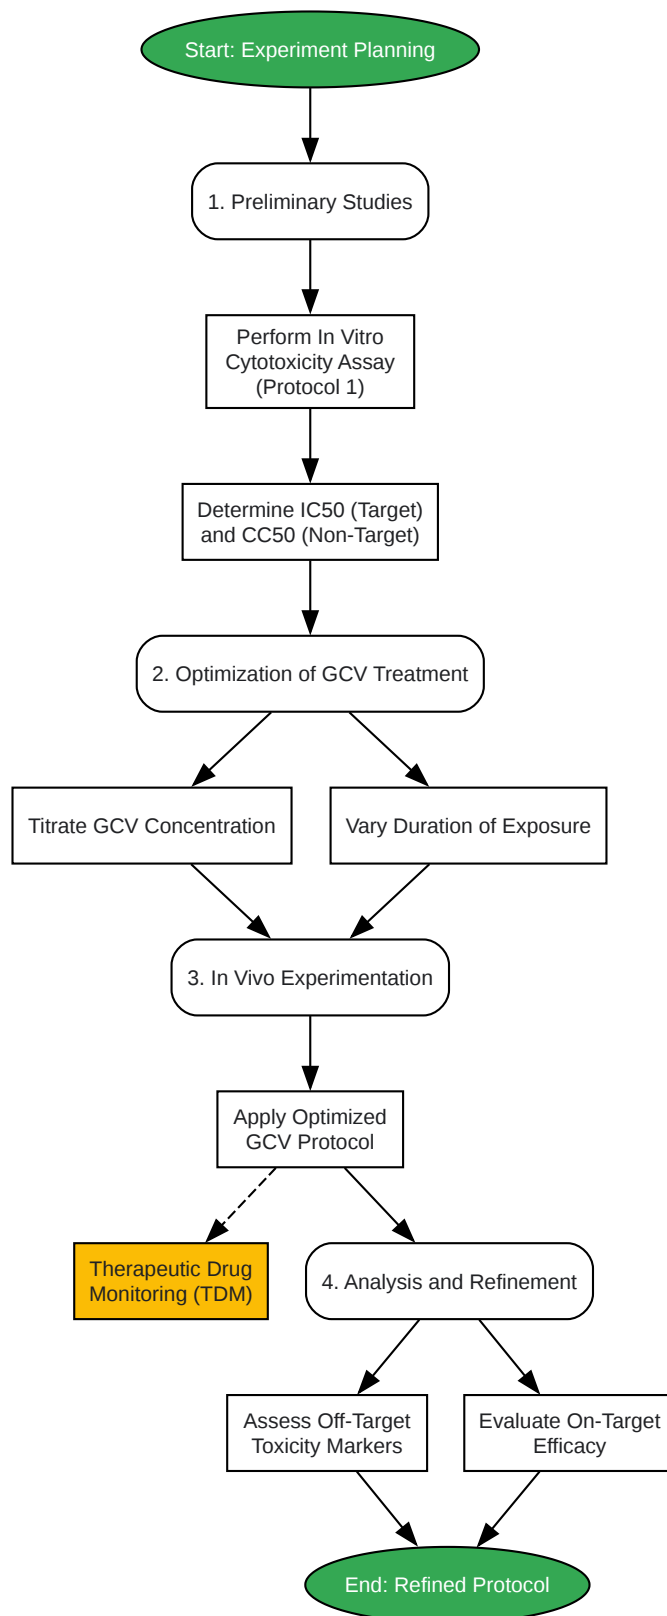 Start: Experiment Planning
1. Preliminary Studies
Perform In Vitro
Cytotoxicity Assay
(Protocol 1)
Determine IC50 (Target)
and CC50 (Non-Target)
2. Optimization of GCV Treatment
Titrate GCV Concentration
Vary Duration of Exposure
3. In Vivo Experimentation
Apply Optimized
GCV Protocol
Therapeutic Drug
Monitoring (TDM)
4. Analysis and Refinement
Assess Off-Target
Toxicity Markers
Evaluate On-Target
Efficacy
End: Refined Protocol